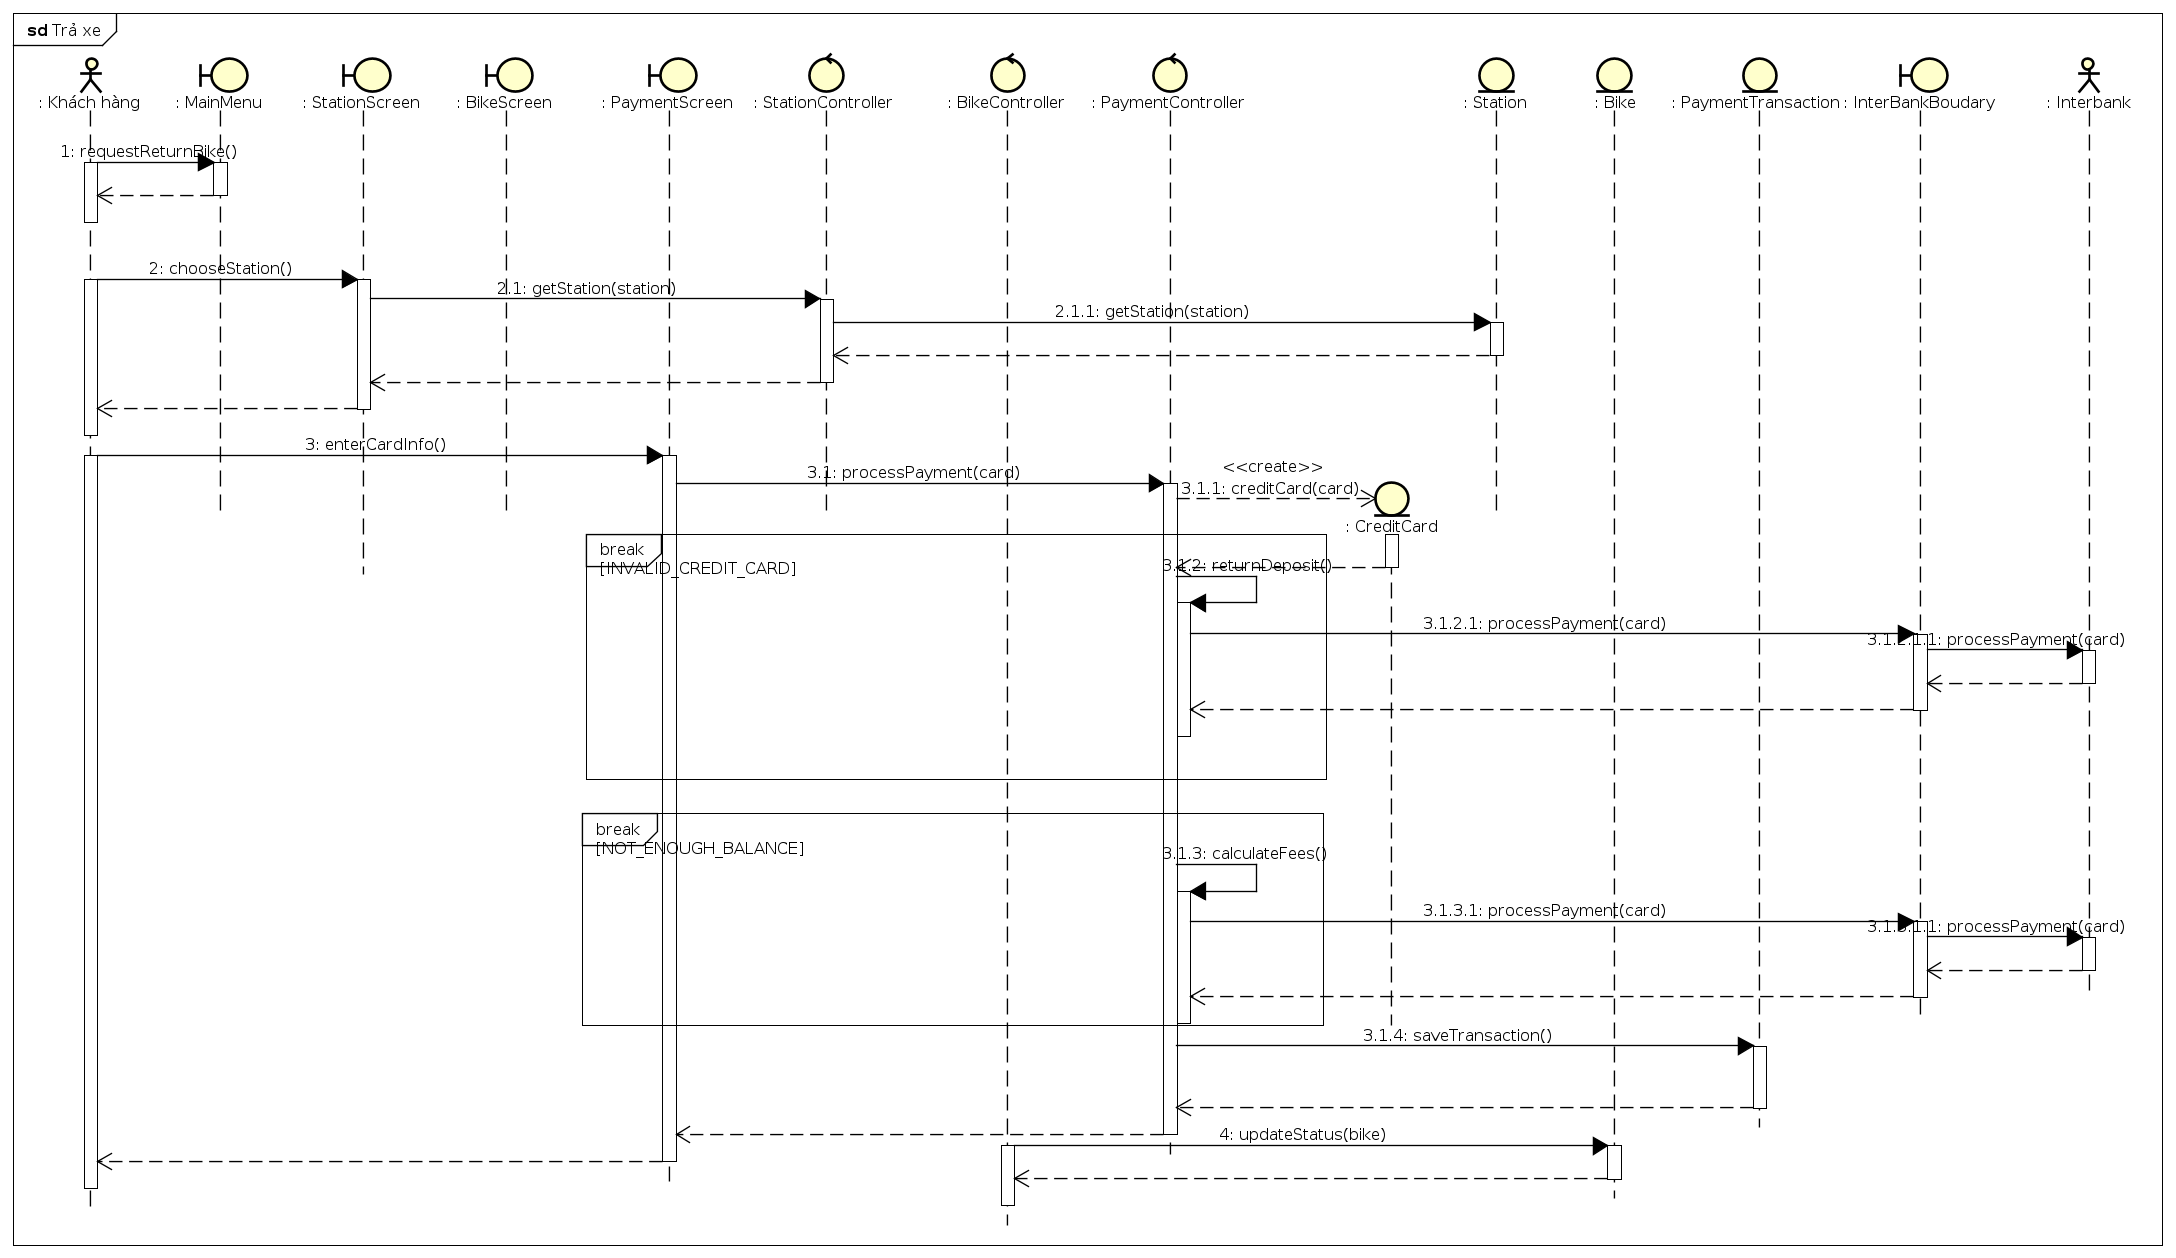 sd Trả xe
: Khách hàng
: MainMenu
: StationScreen
: BikeScreen
: PaymentScreen
: StationController
: BikeController
: PaymentController
: Station
: Bike
: PaymentTransaction
: InterBankBoudary
: Interbank
1: requestReturnBike()
2: chooseStation()
2.1: getStation(station)
2.1.1: getStation(station)
3: enterCardInfo()
3.1: processPayment(card)
<<create>>
3.1.1: creditCard(card)
: CreditCard
break
[INVALID_CREDIT_CARD]
3.1.2: returnDeposit()
3.1.2.1: processPayment(card)
3.1.2.1.1: processPayment(card)
break
[NOT_ENOUGH_BALANCE]
3.1.3: calculateFees()
3.1.3.1: processPayment(card)
3.1.3.1.1: processPayment(card)
3.1.4: saveTransaction()
4: updateStatus(bike)